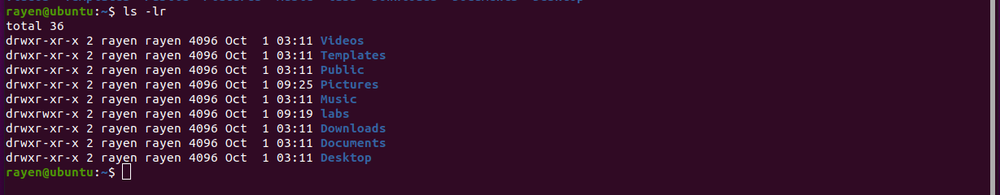 rayen@ubuntu:~$ ls -lr
total 36
drwxr-xr-x 2 rayen rayen 4096 Oct  1 03:11 Videos
drwxr-xr-x 2 rayen rayen 4096 Oct  1 03:11 Templates
drwxr-xr-x 2 rayen rayen 4096 Oct  1 03:11 Public
drwxr-xr-x 2 rayen rayen 4096 Oct  1 09:25 Pictures
drwxr-xr-x 2 rayen rayen 4096 Oct  1 03:11 Music
drwxrwxr-x 2 rayen rayen 4096 Oct  1 09:19 labs
drwxr-xr-x 2 rayen rayen 4096 Oct  1 03:11 Downloads
drwxr-xr-x 2 rayen rayen 4096 Oct  1 03:11 Documents
drwxr-xr-x 2 rayen rayen 4096 Oct  1 03:11 Desktop
rayen@ubuntu:~$